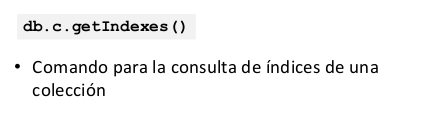 db.c.getIndexes()
• Comando para la consulta de índices de una
colección